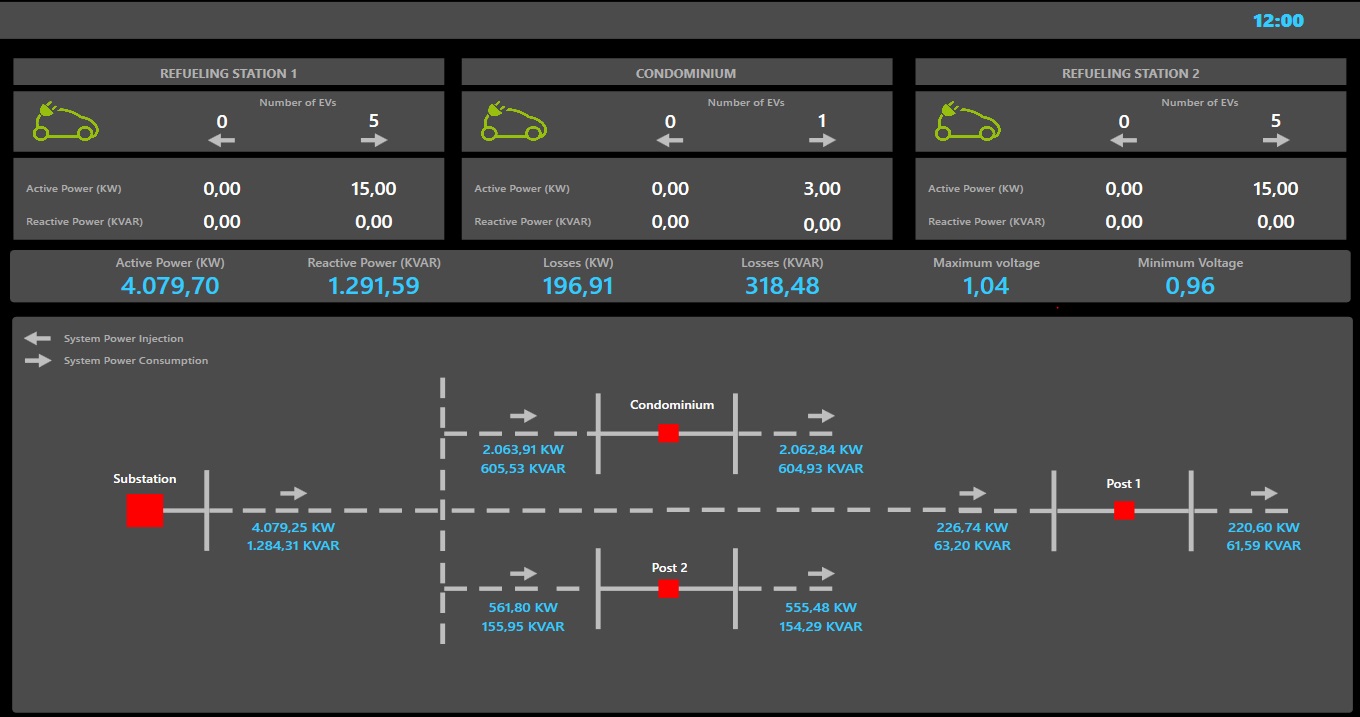 12:00
REFUELING STATION 1
CONDOMINIUM
REFUELING STATION 2
Number of EVs
Number of EVs
Number of EVs
0 5
0 1
0 5
Active Power (KW) 0,00 15,00
Active Power (KW) 0,00 3,00
Active Power (KW) 0,00 15,00
Reactive Power (KVAR) 0,00 0,00
Reactive Power (KVAR) 0,00 0,00
Reactive Power (KVAR) 0,00 0,00
Active Power (KW) Reactive Power (KVAR) Losses (KW) Losses (KVAR) Maximum voltage Minimum Voltage
4.079,70 1.291,59 196,91 318,48 1,04 0,96
System Power Injection
System Power Consumption
Condominium
2.063,91 KW
605,53 KVAR
2.062,84 KW
604,93 KVAR
Substation
4.079,25 KW
1.284,31 KVAR
Post 1
226,74 KW
63,20 KVAR
220,60 KW
61,59 KVAR
Post 2
561,80 KW
155,95 KVAR
555,48 KW
154,29 KVAR